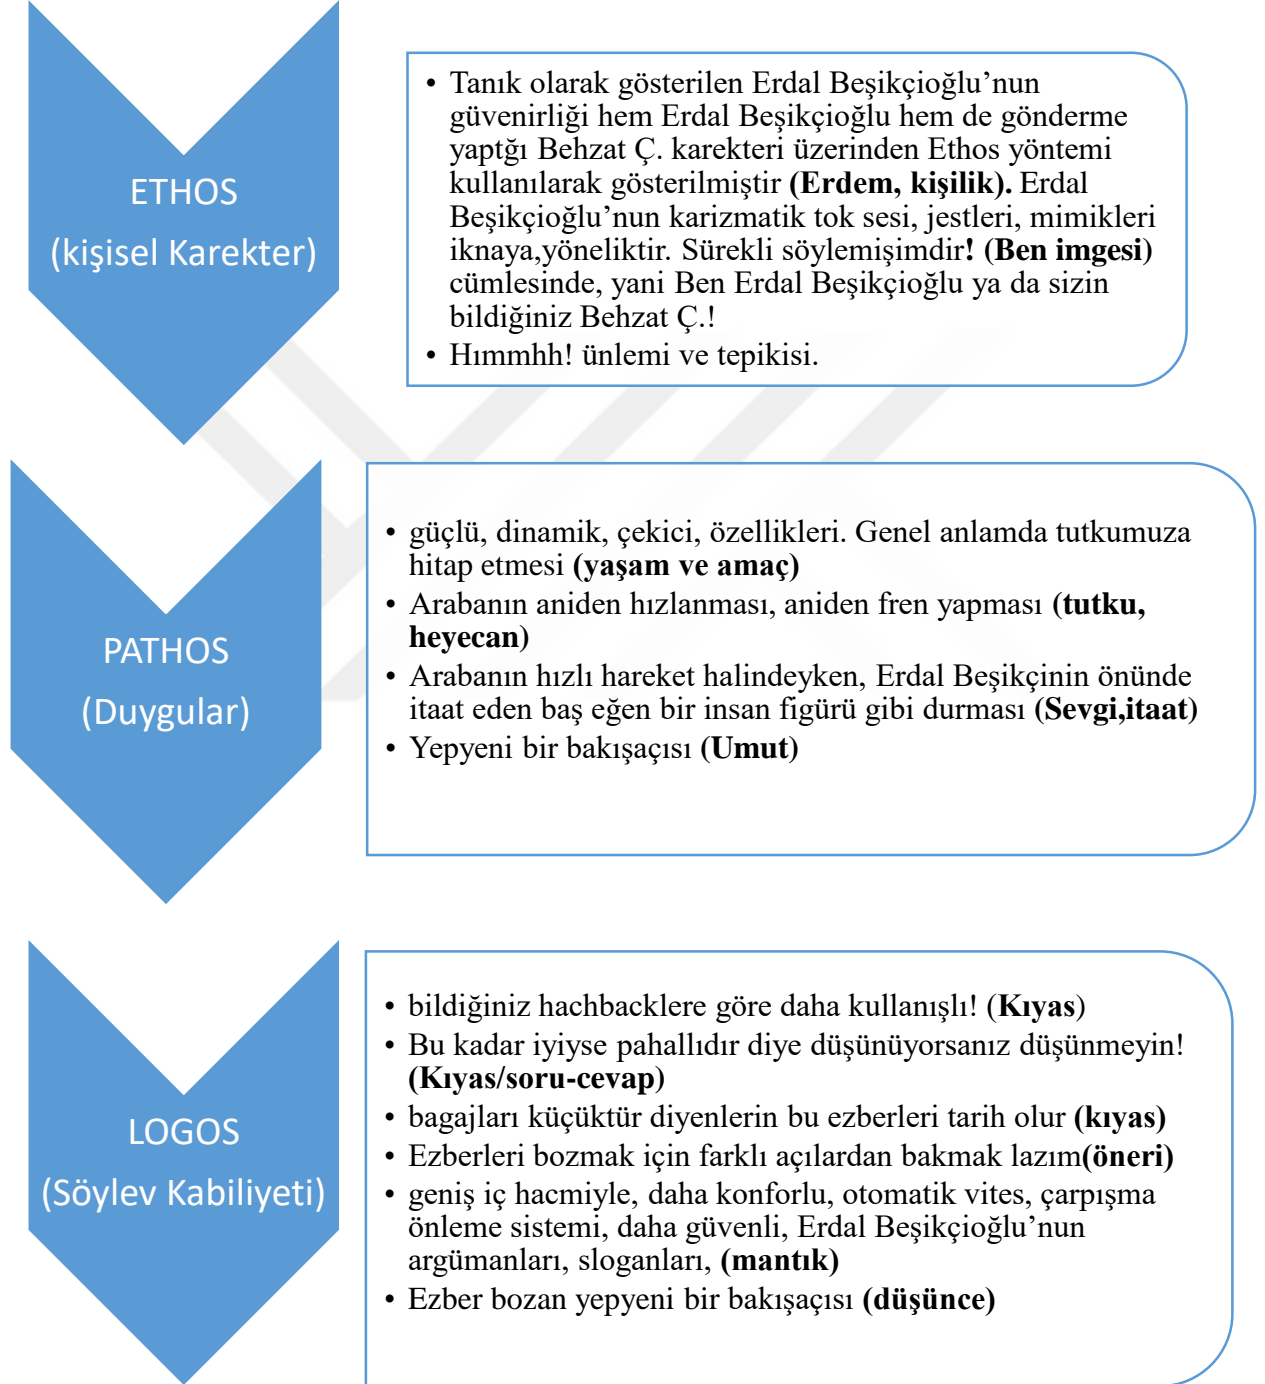 ETHOS
(kişisel Karekter)
• Tanık olarak gösterilen Erdal Beşikçioğlu’nun
güvenirliği hem Erdal Beşikçioğlu hem de gönderme
yaptğı Behzat Ç. karekteri üzerinden Ethos yöntemi
kullanılarak gösterilmiştir (Erdem, kişilik). Erdal
Beşikçioğlu’nun karizmatik tok sesi, jestleri, mimikleri
iknaya,yöneliktir. Sürekli söylemişimdir! (Ben imgesi)
cümlesinde, yani Ben Erdal Beşikçioğlu ya da sizin
bildiğiniz Behzat Ç.!
• Hımmhh! ünlemi ve tepikisi.
PATHOS
(Duygular)
• güçlü, dinamik, çekici, özellikleri. Genel anlamda tutkumuza
hitap etmesi (yaşam ve amaç)
• Arabanın aniden hızlanması, aniden fren yapması (tutku,
heyecan)
• Arabanın hızlı hareket halindeyken, Erdal Beşikçinin önünde
itaat eden baş eğen bir insan figürü gibi durması (Sevgi,itaat)
• Yepyeni bir bakışaçısı (Umut)
LOGOS
(Söylev Kabiliyeti)
• bildiğiniz hachbacklere göre daha kullanışlı! (Kıyas)
• Bu kadar iyiyse pahallıdır diye düşünüyorsanız düşünmeyin!
(Kıyas/soru-cevap)
• bagajları küçüktür diyenlerin bu ezberleri tarih olur (kıyas)
• Ezberleri bozmak için farklı açılardan bakmak lazım(öneri)
• geniş iç hacmiyle, daha konforlu, otomatik vites, çarpışma
önleme sistemi, daha güvenli, Erdal Beşikçioğlu’nun
argümanları, sloganları, (mantık)
• Ezber bozan yepyeni bir bakışaçısı (düşünce)